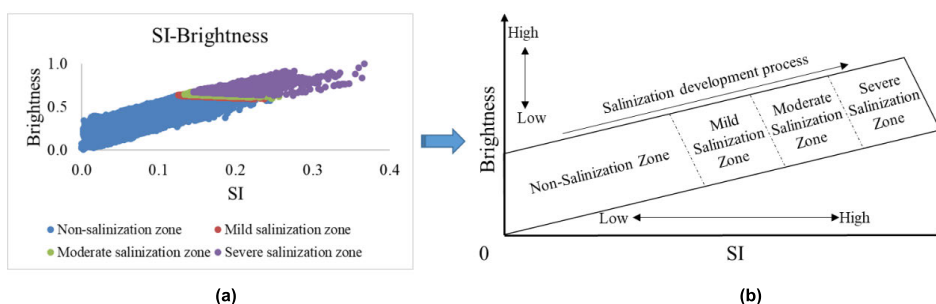 SI-Brightness
1.0
0.5
0.0
Brightness
0.0
0.1
0.2
0.3
0.4
SI
Non-salinization zone
Mild salinization zone
Moderate salinization zone
Severe salinization zone
(a)
High
Low
Brightness
Salinization development process
Non-Salinization Zone
Mild
Salinization
Zone
Moderate
Salinization
Zone
Severe
Salinization
Zone
Low
High
0
SI
(b)